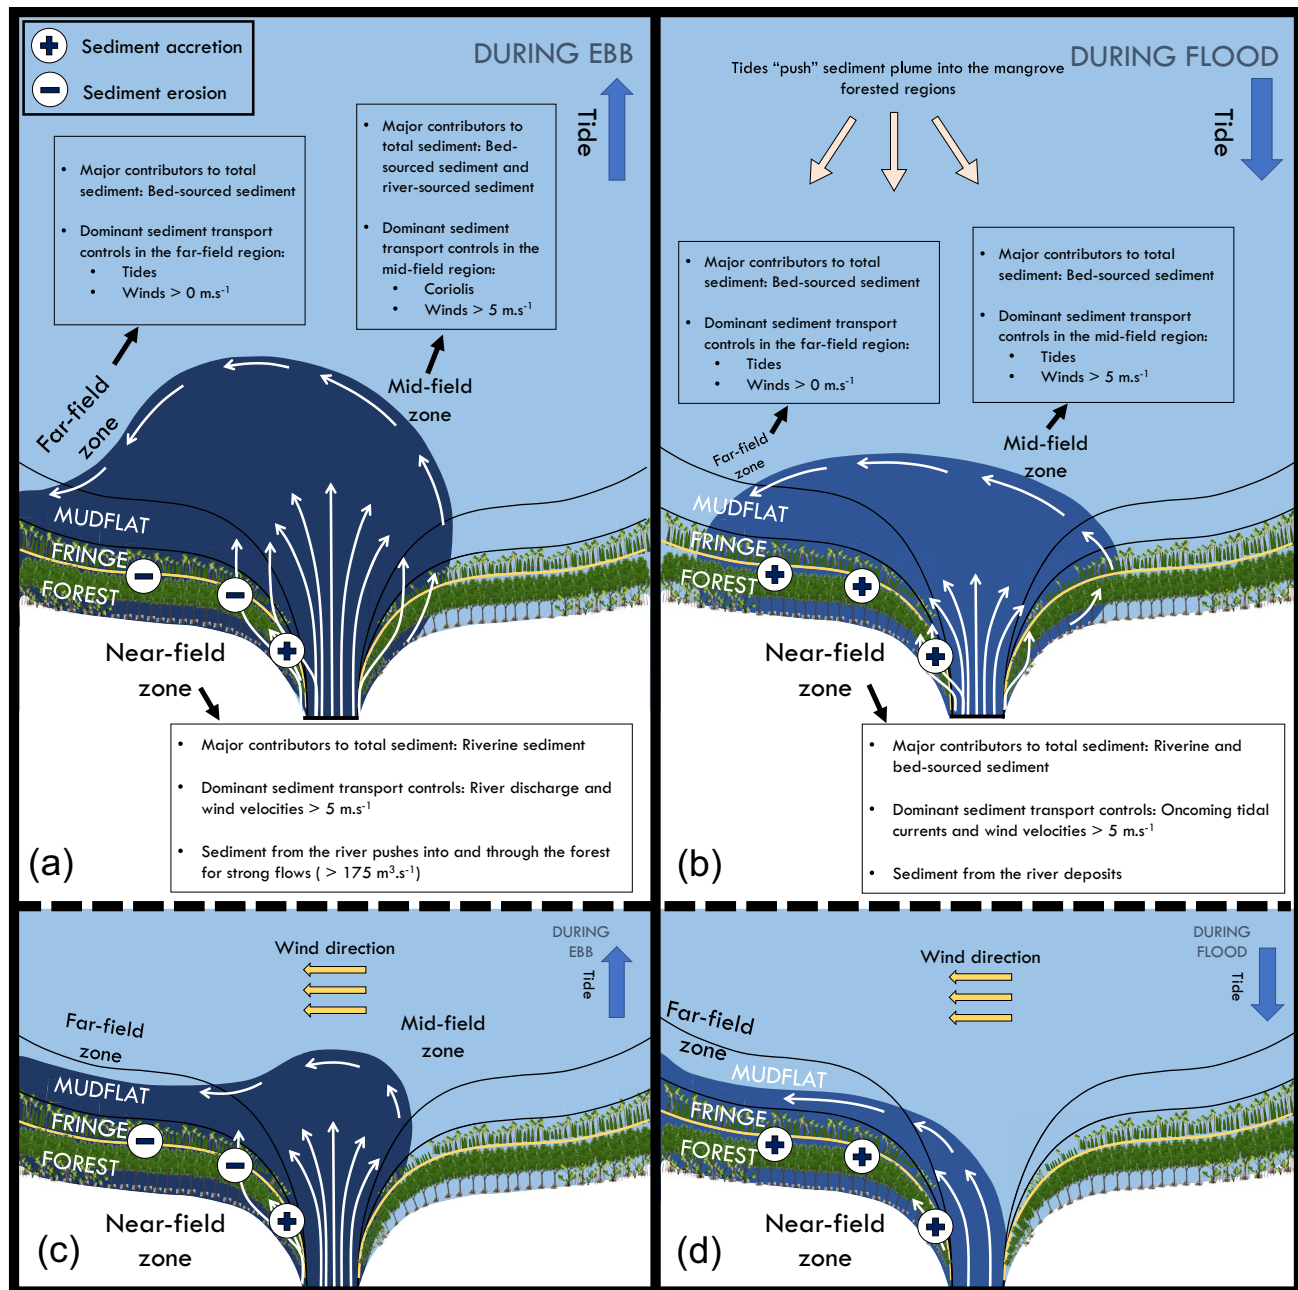 Sediment accretion
Sediment erosion
DURING EBB
Tide
• Major contributors to total
sediment: Bed-sourced sediment
• Dominant sediment transport
controls in the far-field region:
• Tides
• Winds > 0 m.s⁻¹
• Major contributors to
total sediment: Bed-
sourced sediment and
river-sourced sediment
• Dominant sediment
transport controls in the
mid-field region:
• Coriolis
• Winds > 5 m.s⁻¹
Far-field
zone
Mid-field
zone
MUDFLAT
FRINGE
FOREST
Near-field
zone
• Major contributors to total sediment: Riverine sediment
• Dominant sediment transport controls: River discharge and
wind velocities > 5 m.s⁻¹
• Sediment from the river pushes into and through the forest
for strong flows ( > 175 m³.s⁻¹)
(a)
DURING FLOOD
Tides “push” sediment plume into the mangrove
forested regions
Tide
• Major contributors to total
sediment: Bed-sourced sediment
• Dominant sediment transport
controls in the far-field region:
• Tides
• Winds > 0 m.s⁻¹
• Major contributors to total
sediment: Bed-sourced
sediment
• Dominant sediment transport
controls in the mid-field region:
• Tides
• Winds > 5 m.s⁻¹
Far-field
zone
Mid-field
zone
MUDFLAT
FRINGE
FOREST
Near-field
zone
• Major contributors to total sediment: Riverine and
bed-sourced sediment
• Dominant sediment transport controls: Oncoming tidal
currents and wind velocities > 5 m.s⁻¹
• Sediment from the river deposits
(b)
DURING
EBB
Tide
Wind direction
Far-field
zone
Mid-field
zone
MUDFLAT
FRINGE
FOREST
Near-field
zone
(c)
DURING
FLOOD
Tide
Wind direction
Far-field
zone
MUDFLAT
FRINGE
FOREST
Near-field
zone
(d)